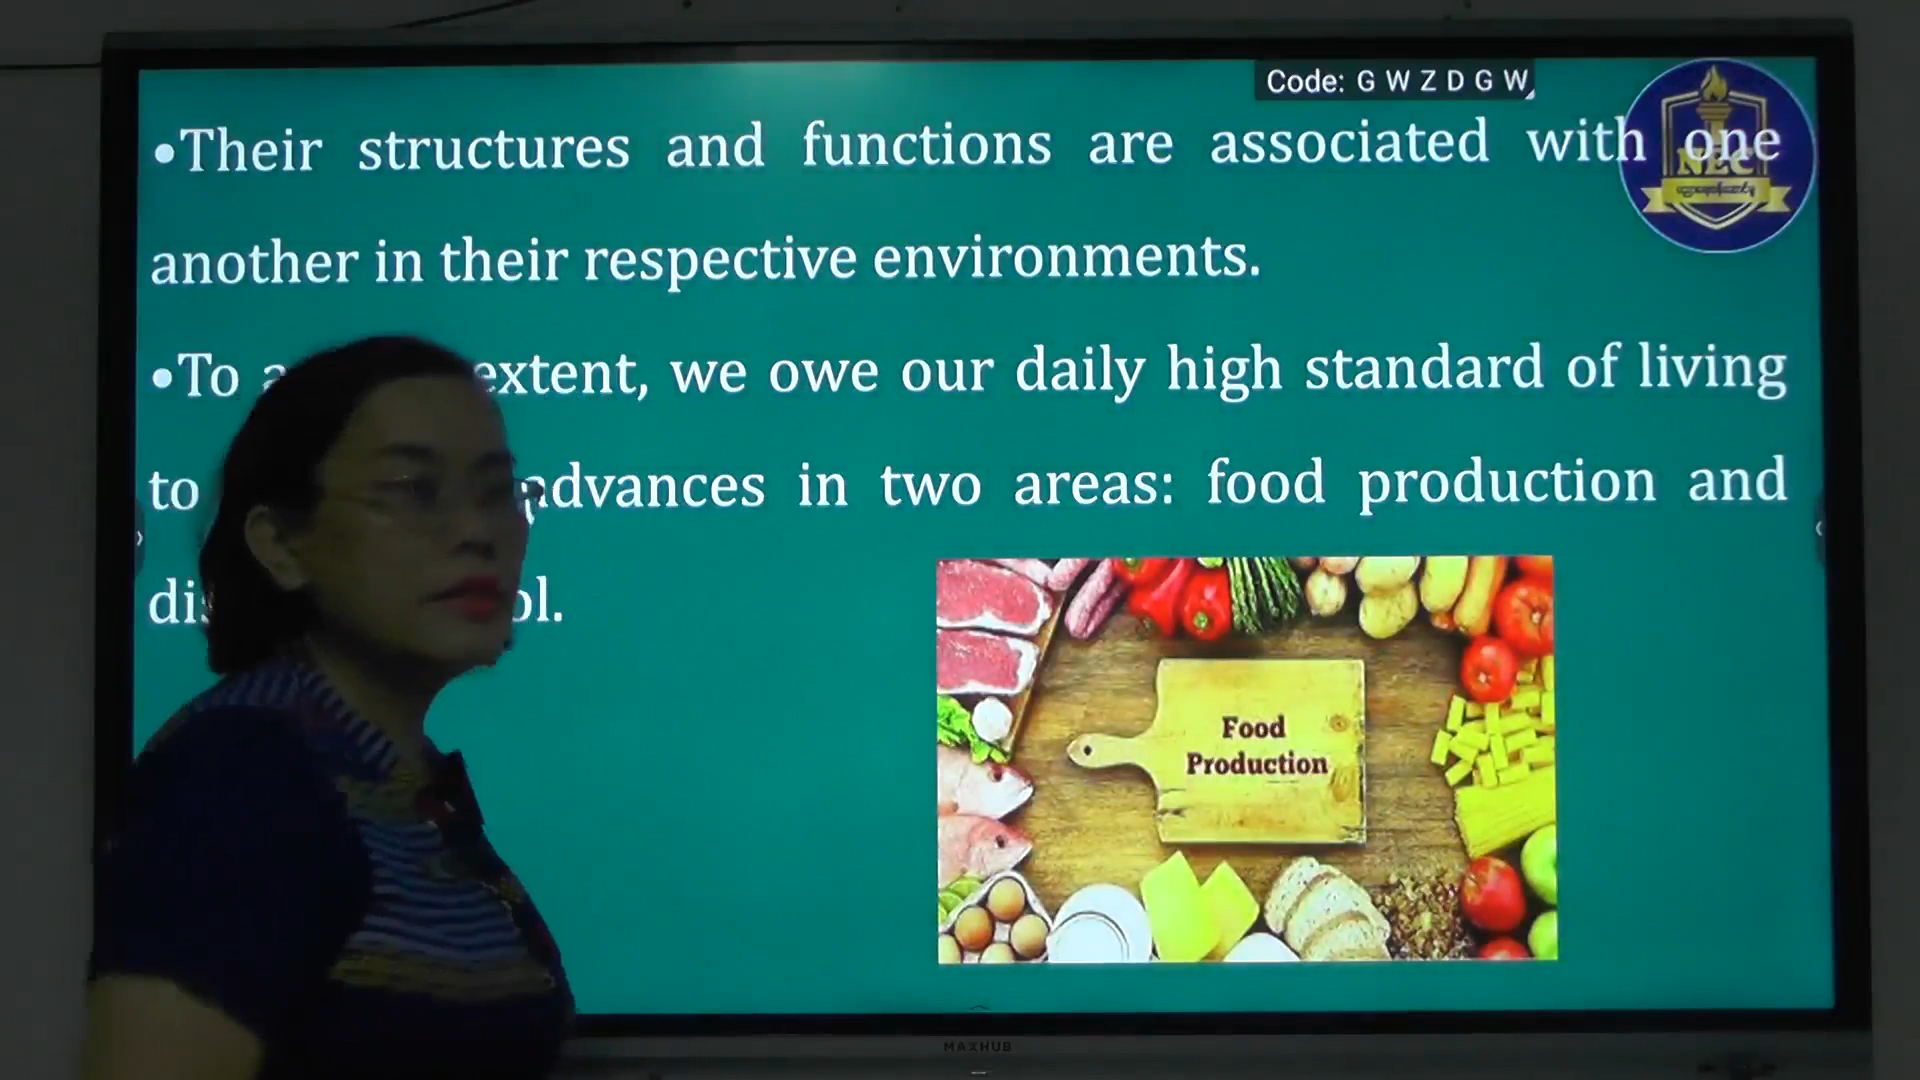 Code: G W Z D G W
•Their structures and functions are associated with one
another in their respective environments.
•To extent, we owe our daily high standard of living
to advances in two areas: food production and
NEC
Food
Production
MAXHUB